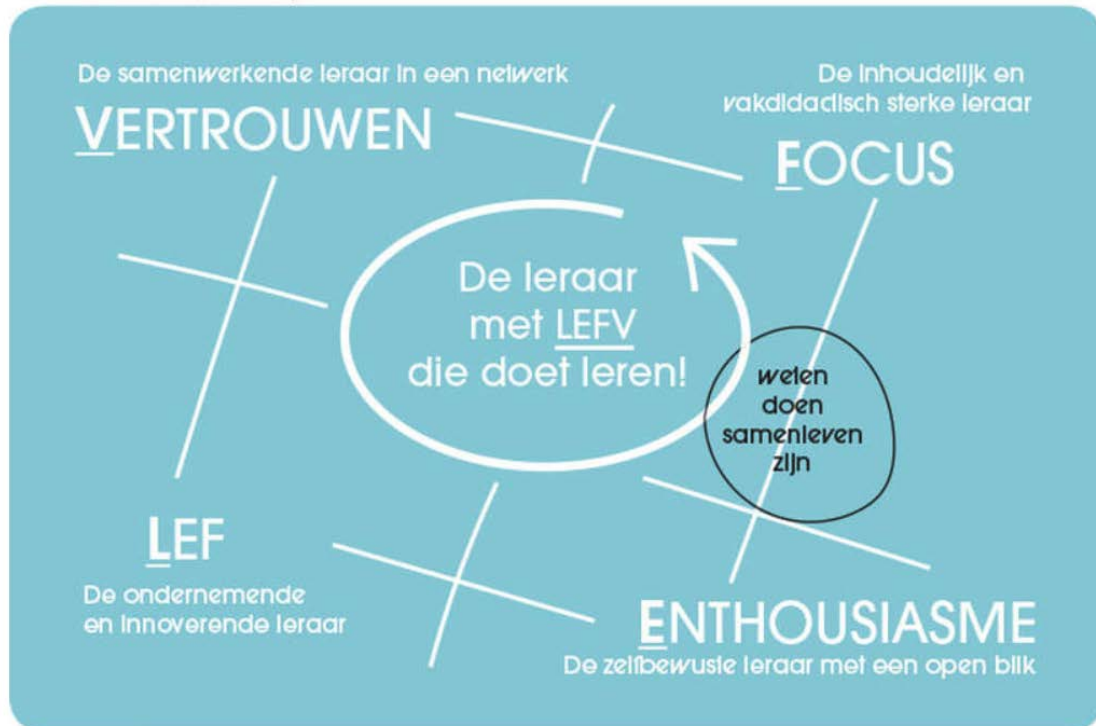 De samenwerkende leraar in een netwerk
VERTROUWEN
De inhoudelijk en
vakdidactisch sterke leraar
FOCUS
De leraar
met LEFV
die doet leren!
weten
doen
samenleven
zijn
LEF
De ondernemende
en innoverende leraar
ENTHOUSIASME
De zelfbewuste leraar met een open blik